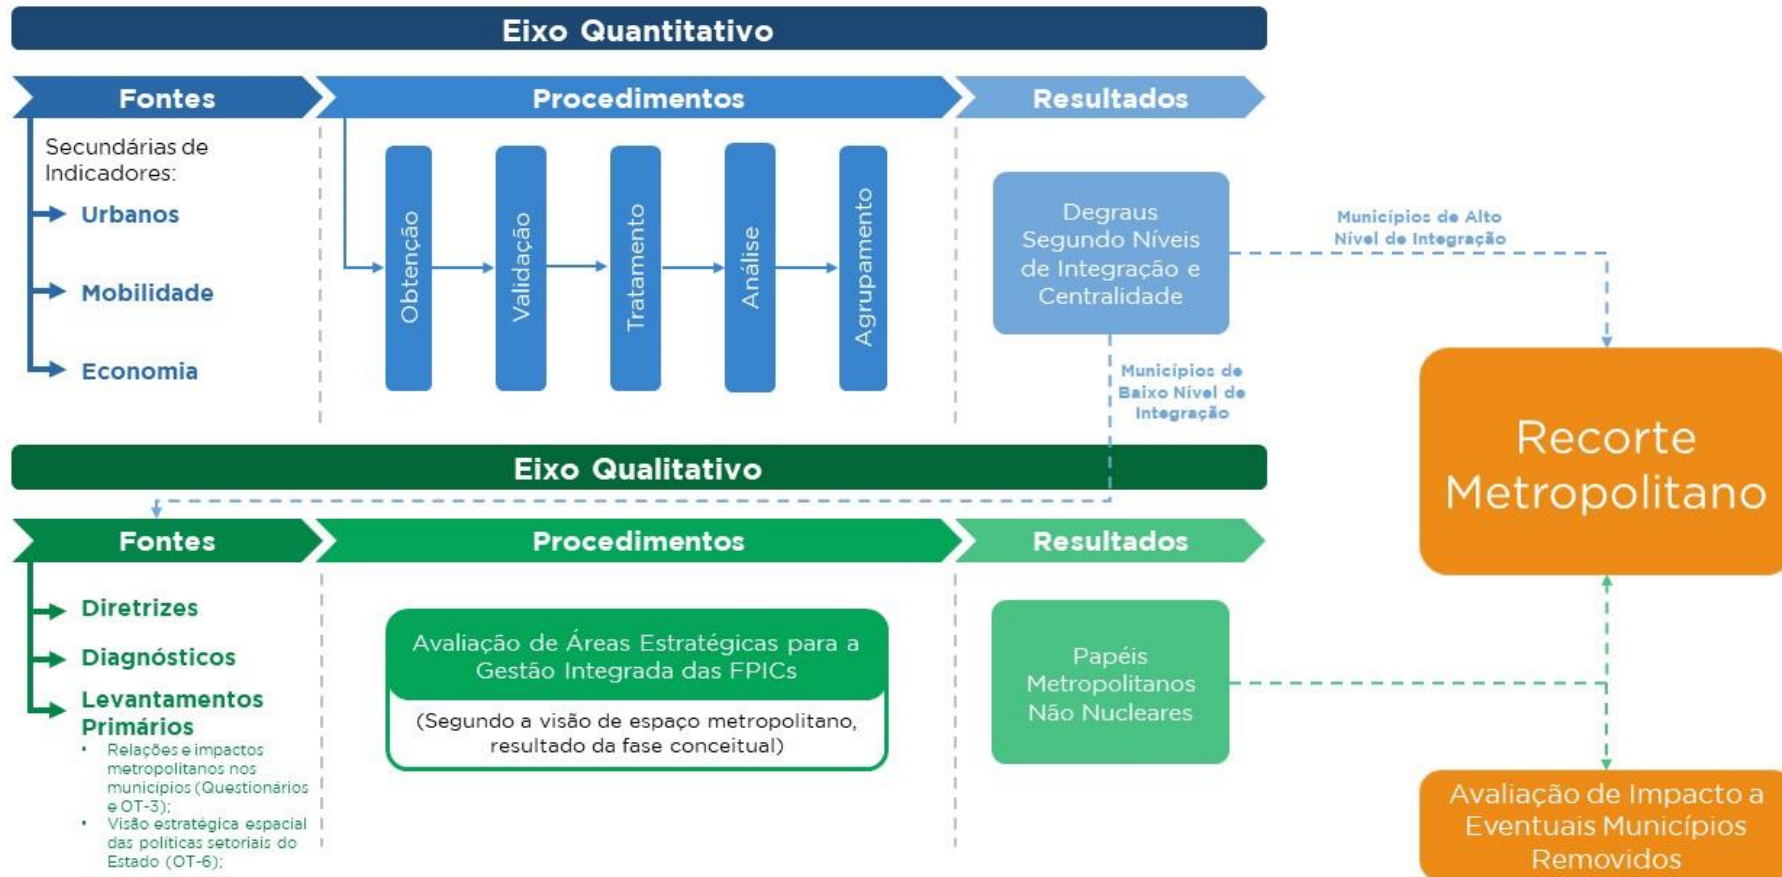 Eixo Quantitativo
Fontes
Procedimentos
Resultados
Secundárias de
Indicadores:
Urbanos
Mobilidade
Economia
Obtenção
Validação
Tratamento
Análise
Agrupamento
Degraus
Segundo Níveis
de Integração e
Centralidade
Municípios de Alto
Nível de Integração
Municípios de
Baixo Nível de
Integração
Recorte
Metropolitano
Eixo Qualitativo
Fontes
Procedimentos
Resultados
Diretrizes
Diagnósticos
Levantamentos
Primários
• Relações e impactos
metropolitanos nos
municípios (Questionários
e OT-3);
• Visão estratégica espacial
das políticas setoriais do
Estado (OT-6);
Avaliação de Áreas Estratégicas para a
Gestão Integrada das FPICs
(Segundo a visão de espaço metropolitano,
resultado da fase conceitual)
Papéis
Metropolitanos
Não Nucleares
Avaliação de Impacto a
Eventuais Municípios
Removidos